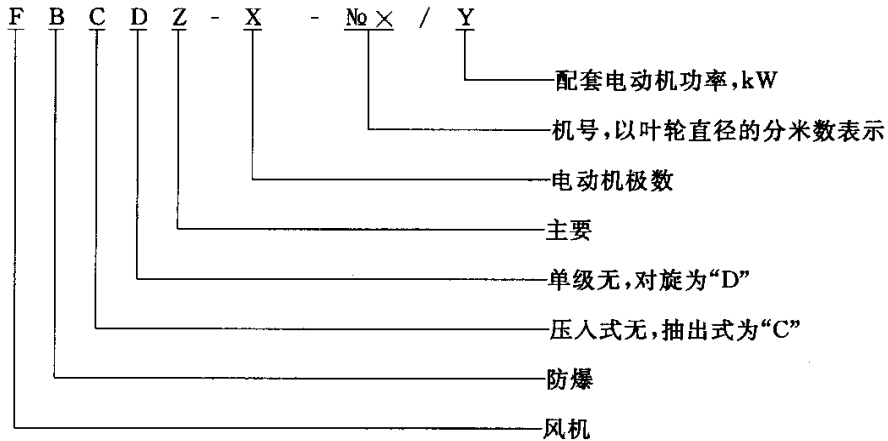 F B C D Z - X - №× / Y
配套电动机功率,kW
机号,以叶轮直径的分米数表示
电动机极数
主要
单级无,对旋为“D”
压入式无,抽出式为“C”
防爆
风机